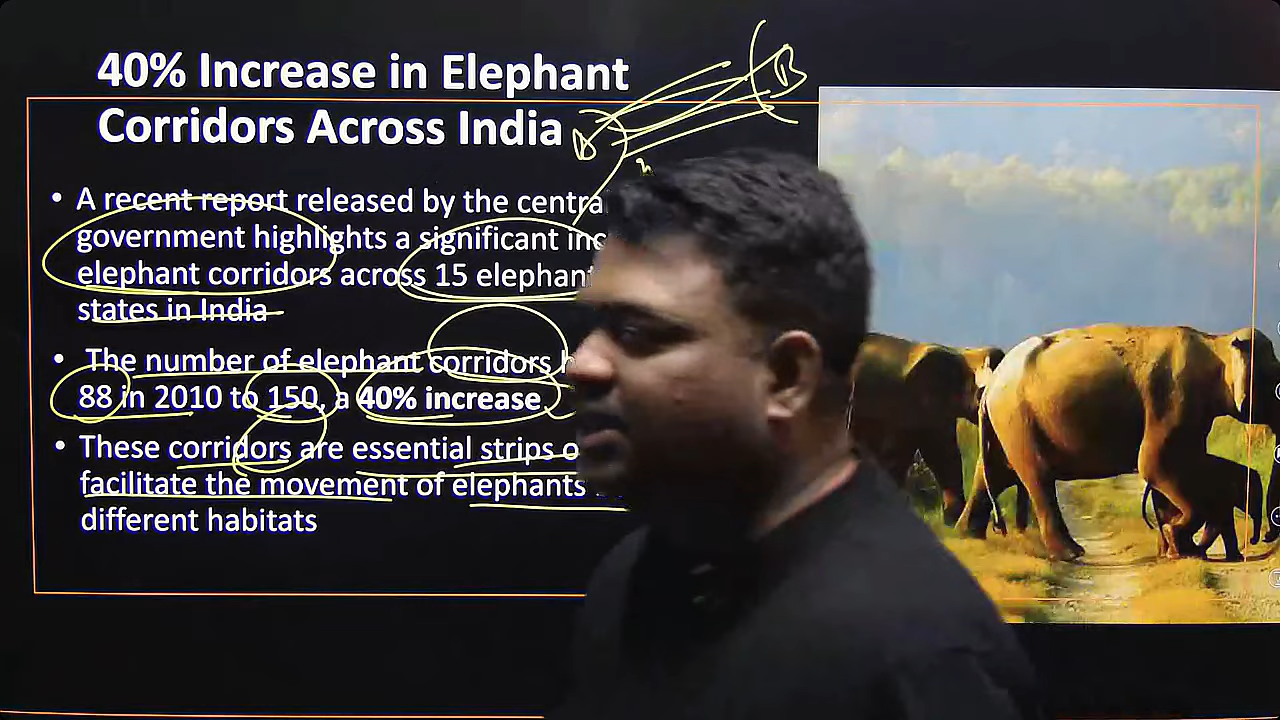 40% Increase in Elephant
Corridors Across India
A B
• A recent report released by the
government highlights a significant
elephant corridors across 15
states in India
• The number of elephant corridors
88 in 2010 to 150, a 40% increase
• These corridors are essential strips
facilitate the movement of elephants
different habitats